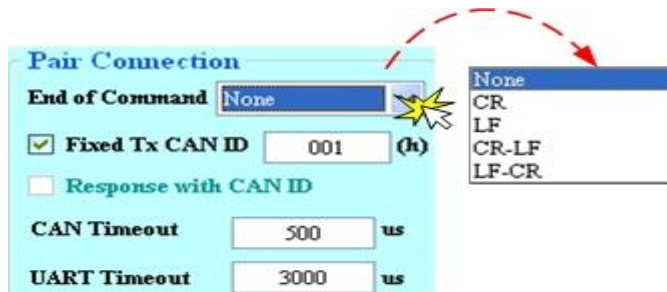 Pair Connection
End of Command None
Fixed Tx CAN ID 001 (h)
Response with CAN ID
CAN Timeout 500 us
UART Timeout 3000 us
None
CR
LF
CR-LF
LF-CR